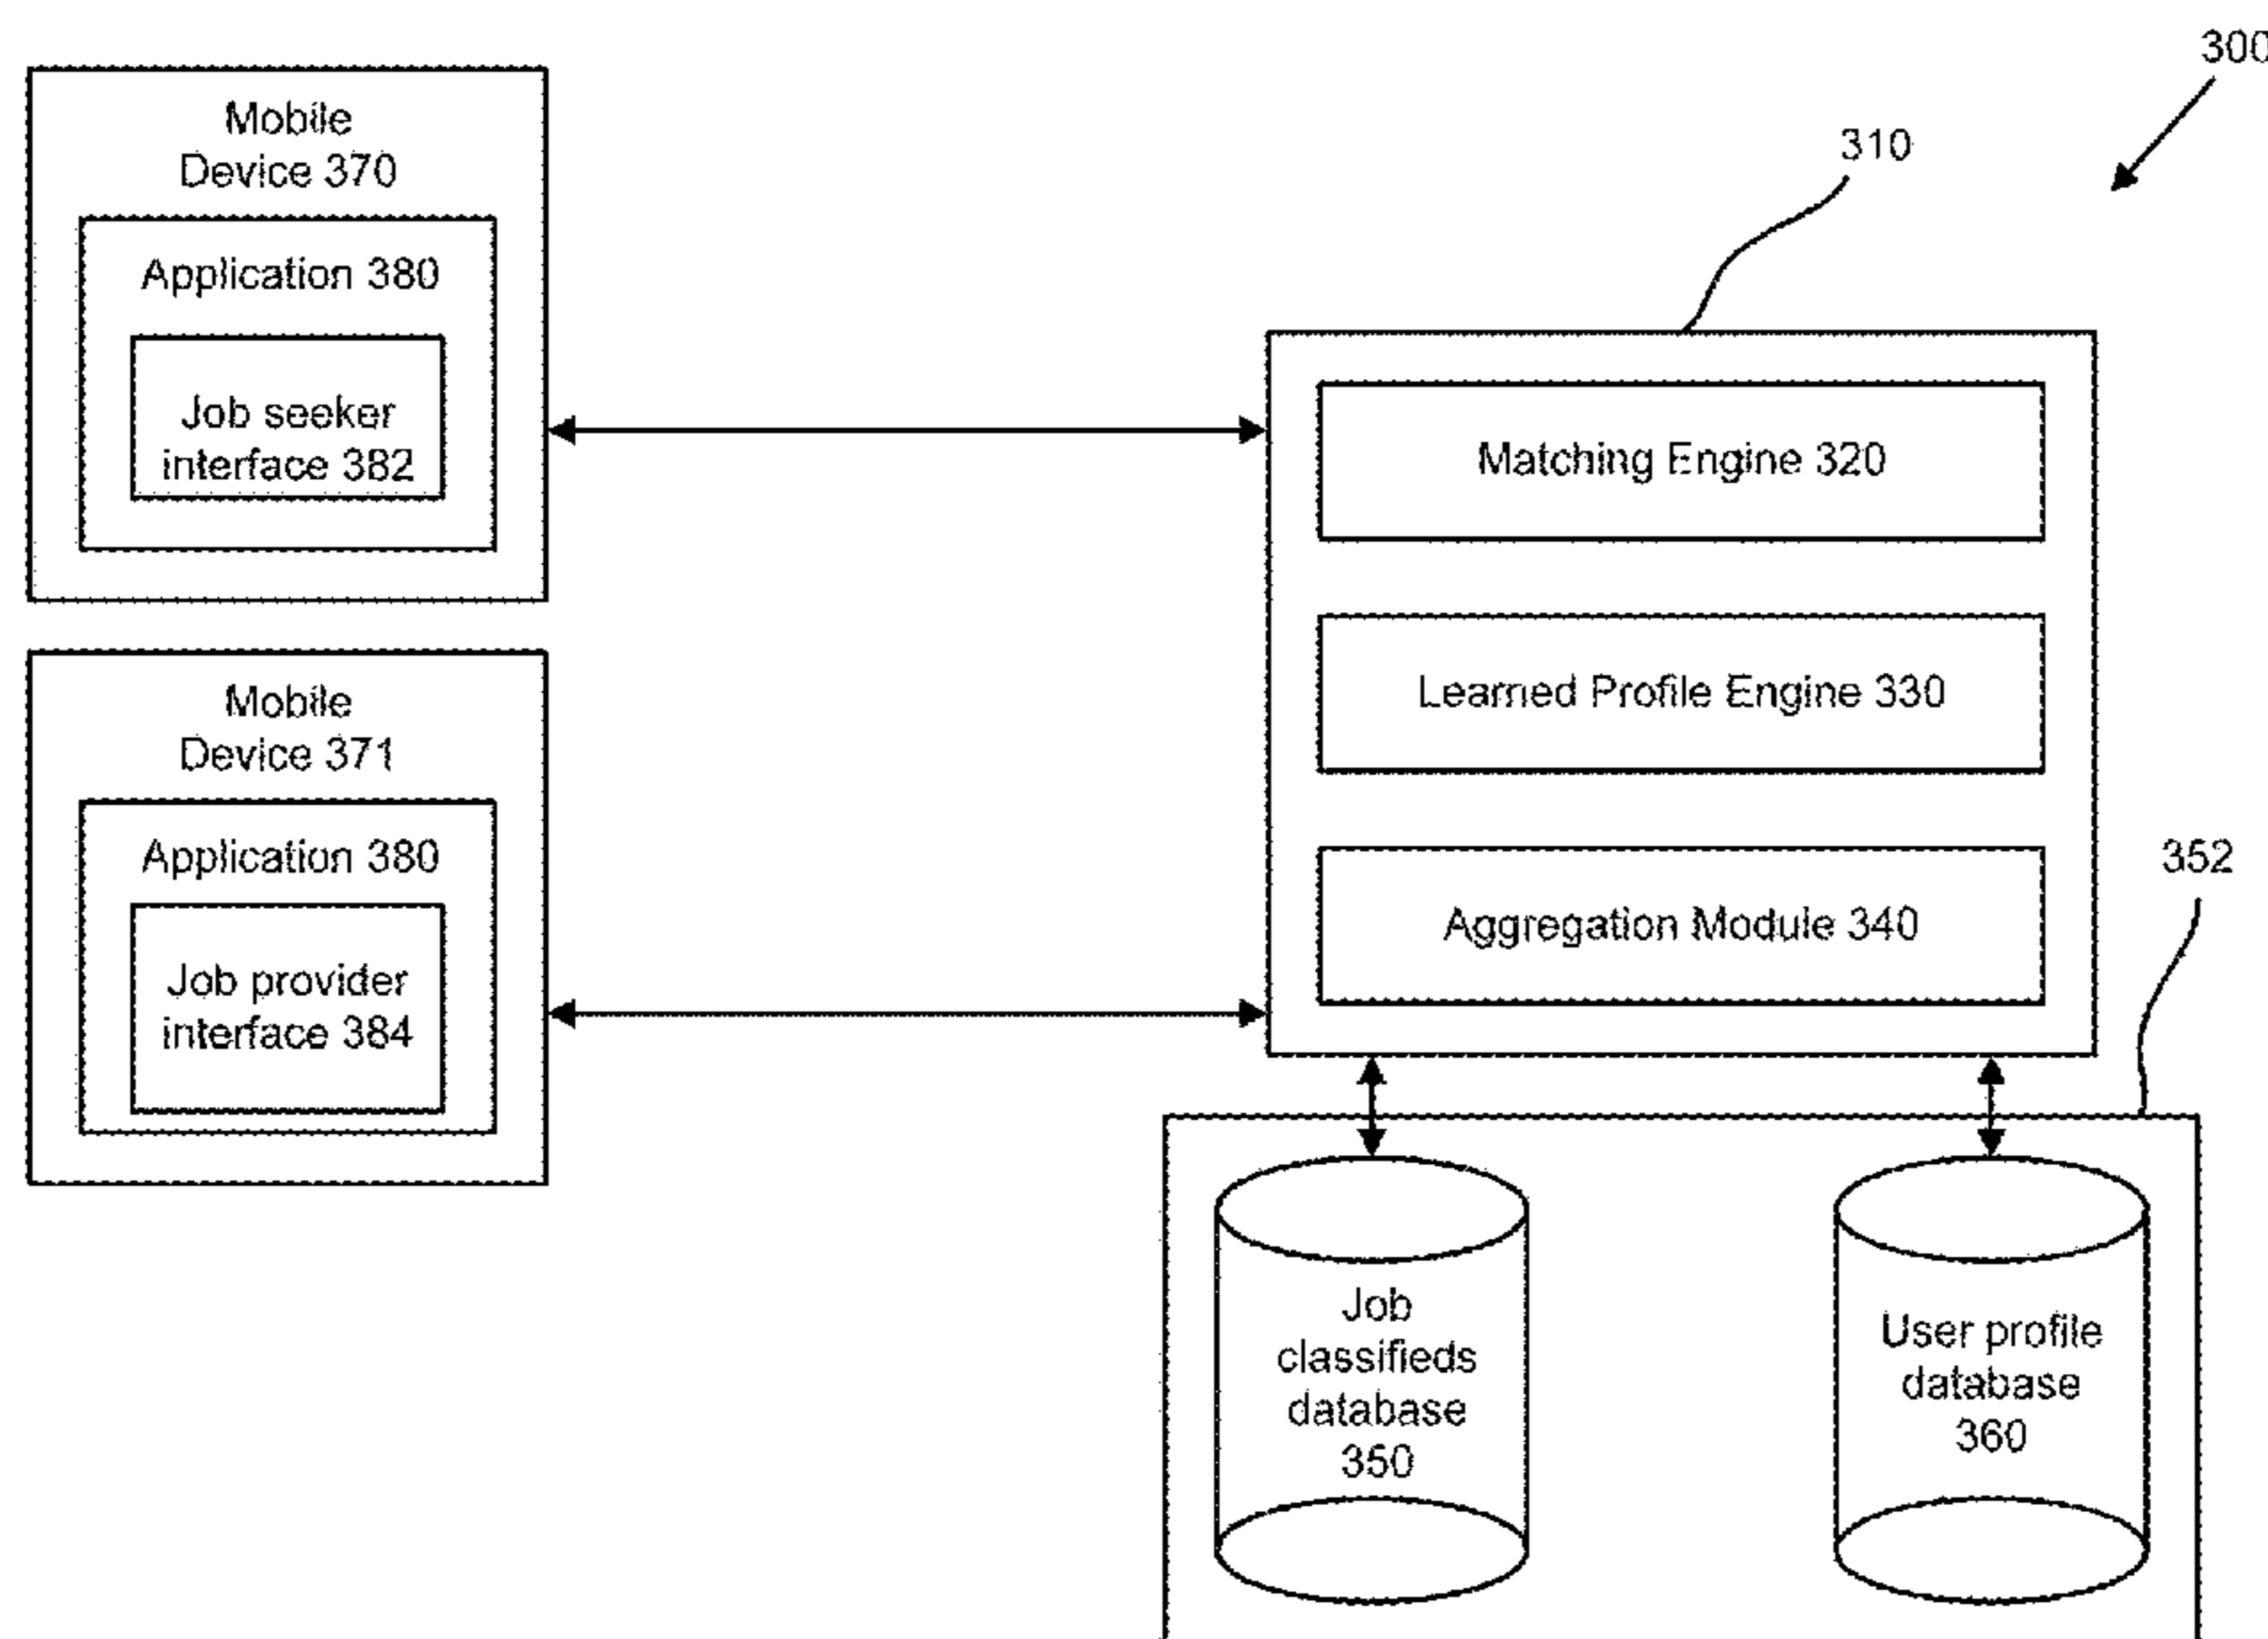 300
310
Mobile
Device 370
Application 380
Job seeker
interface 382
Matching Engine 320
Learned Profile Engine 330
Aggregation Module 340
Mobile
Device 371
Application 380
Job provider
interface 384
352
Job
classifieds
database
350
User profile
database
360